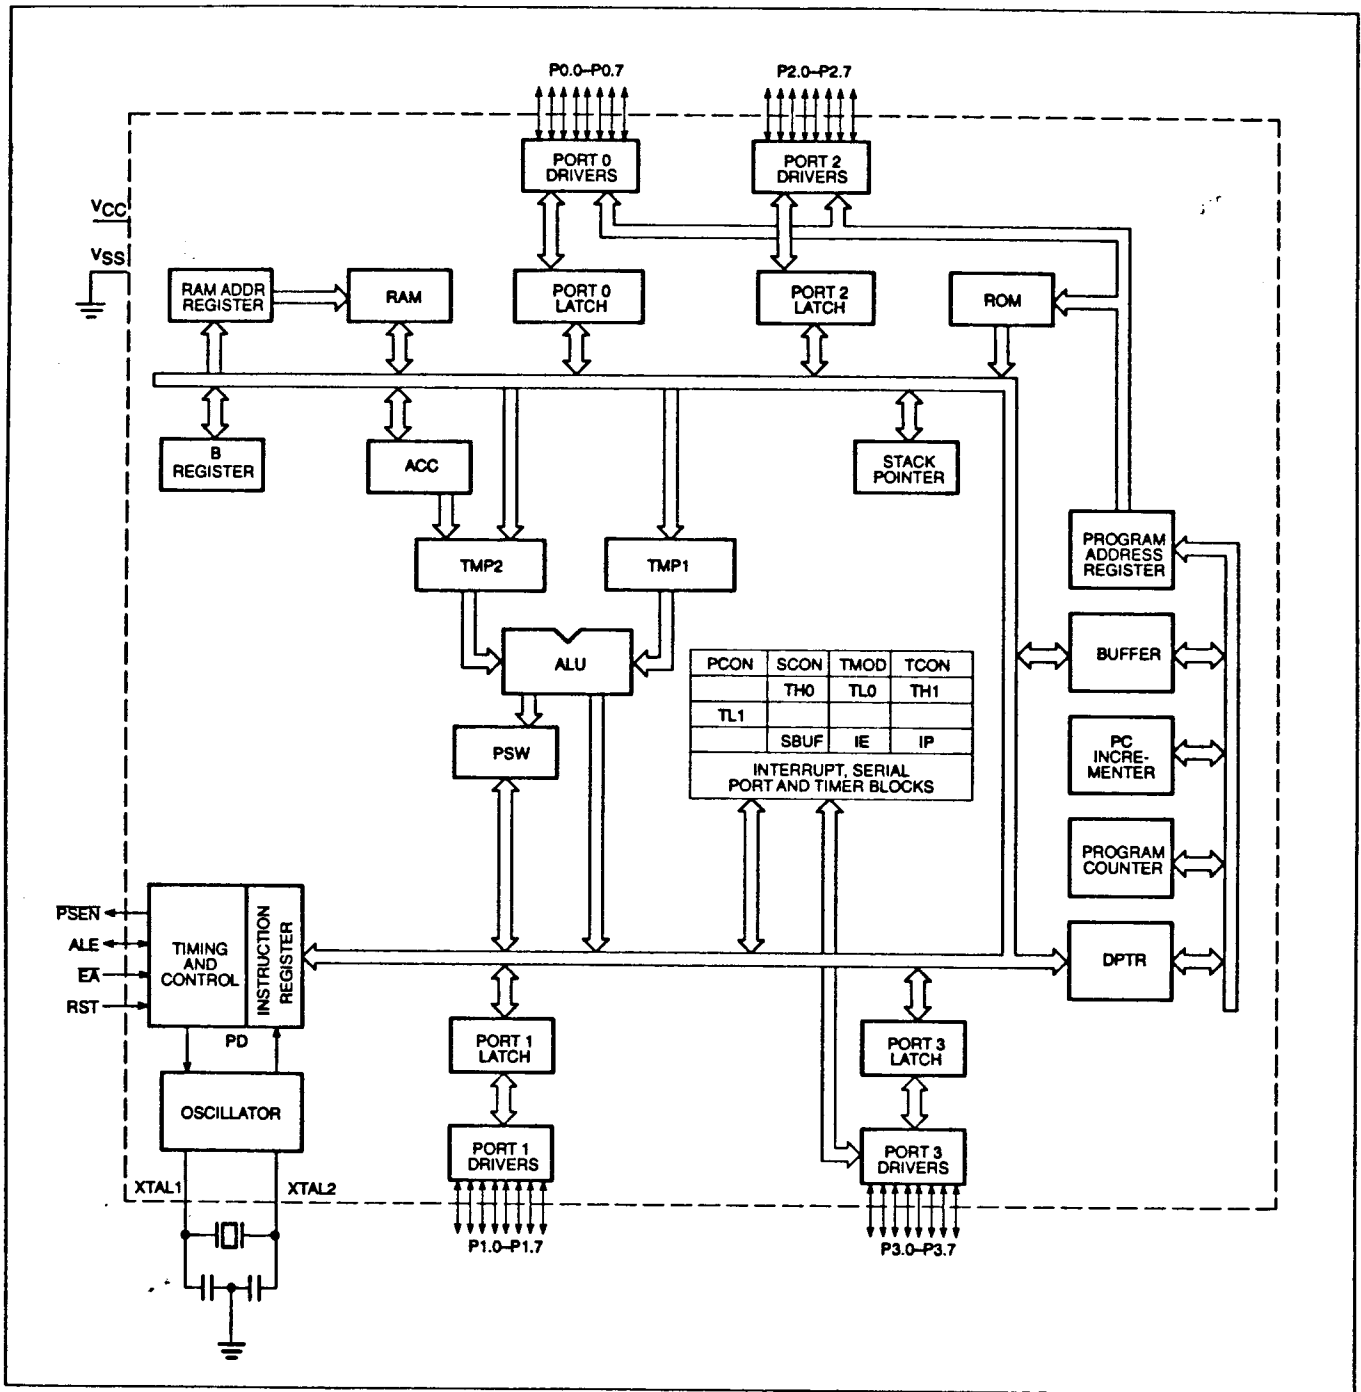 P0.0–P0.7
P2.0–P2.7
PORT 0
DRIVERS
PORT 2
DRIVERS
VCC
VSS
RAM ADDR
REGISTER
RAM
PORT 0
LATCH
PORT 2
LATCH
ROM
B
REGISTER
ACC
STACK
POINTER
TMP2
TMP1
PROGRAM
ADDRESS
REGISTER
ALU
BUFFER
PCON SCON TMOD TCON
TH0 TL0 TH1
TL1
SBUF IE IP
INTERRUPT, SERIAL
PORT AND TIMER BLOCKS
PSW
PC
INCRE-
MENTER
PROGRAM
COUNTER
PSEN
ALE
EA
RST
TIMING
AND
CONTROL
INSTRUCTION
REGISTER
DPTR
PD
PORT 1
LATCH
PORT 3
LATCH
OSCILLATOR
PORT 1
DRIVERS
PORT 3
DRIVERS
XTAL1
XTAL2
P1.0–P1.7
P3.0–P3.7